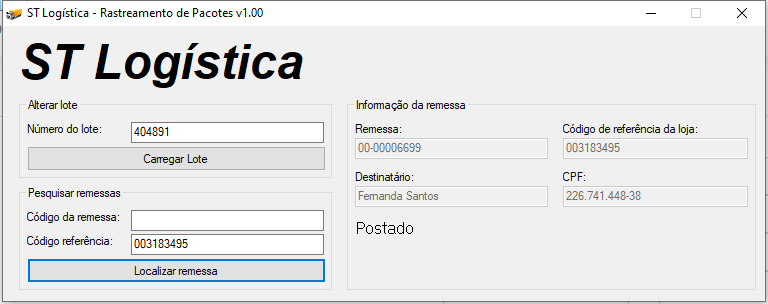 ST Logística - Rastreamento de Pacotes v1.00
ST Logística
Alterar lote
Número do lote: 404891
Carregar Lote
Pesquisar remessas
Código da remessa:
Código referência: 003183495
Localizar remessa
Informação da remessa
Remessa: Código de referência da loja:
00-00006699 003183495
Destinatário: CPF:
Fernanda Santos 226.741.448-38
Postado